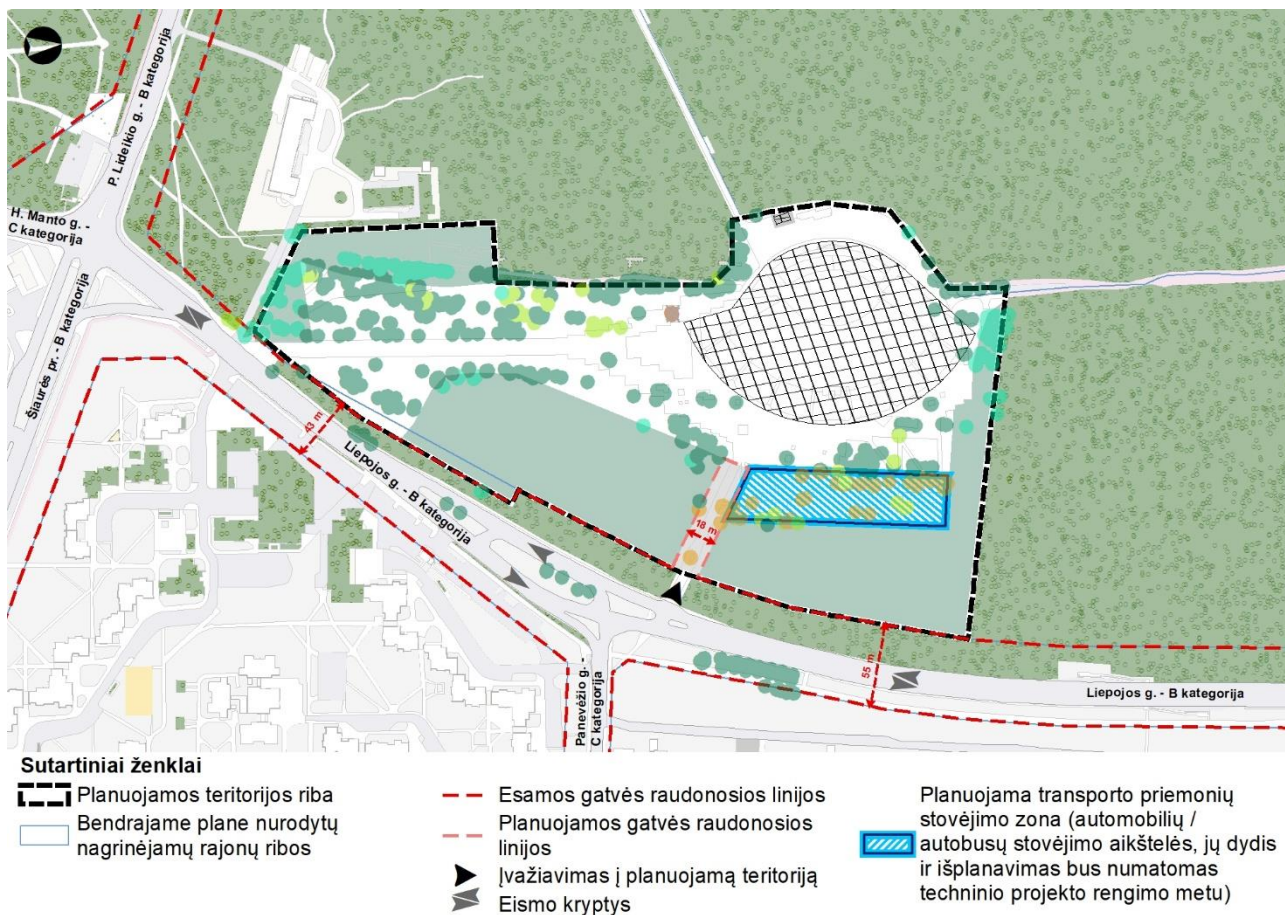 P. Lideikio g. - B kategorija
H. Manto g. -
C kategorija
Šiaurės pr. - B kategorija
43 m
Liepojos g. - B kategorija
18 m
55 m
Liepojos g. - B kategorija
Panevėžio g. -
C kategorija
Sutartiniai ženklai
Planuojamos teritorijos riba
Bendrajame plane nurodytų
nagrinėjamų rajonų ribos
Esamos gatvės raudonosios linijos
Planuojamos gatvės raudonosios
linijos
Įvažiavimas į planuojamą teritoriją
Eismo kryptys
Planuojama transporto priemonių
stovėjimo zona (automobilių /
autobusų stovėjimo aikštelės, jų dydis
ir išplanavimas bus numatomas
techninio projekto rengimo metu)